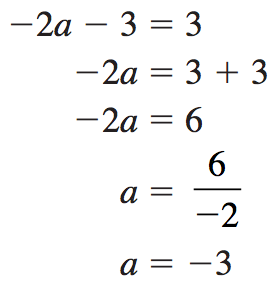 −2a − 3 = 3
−2a = 3 + 3
−2a = 6
a = 6/−2
a = −3